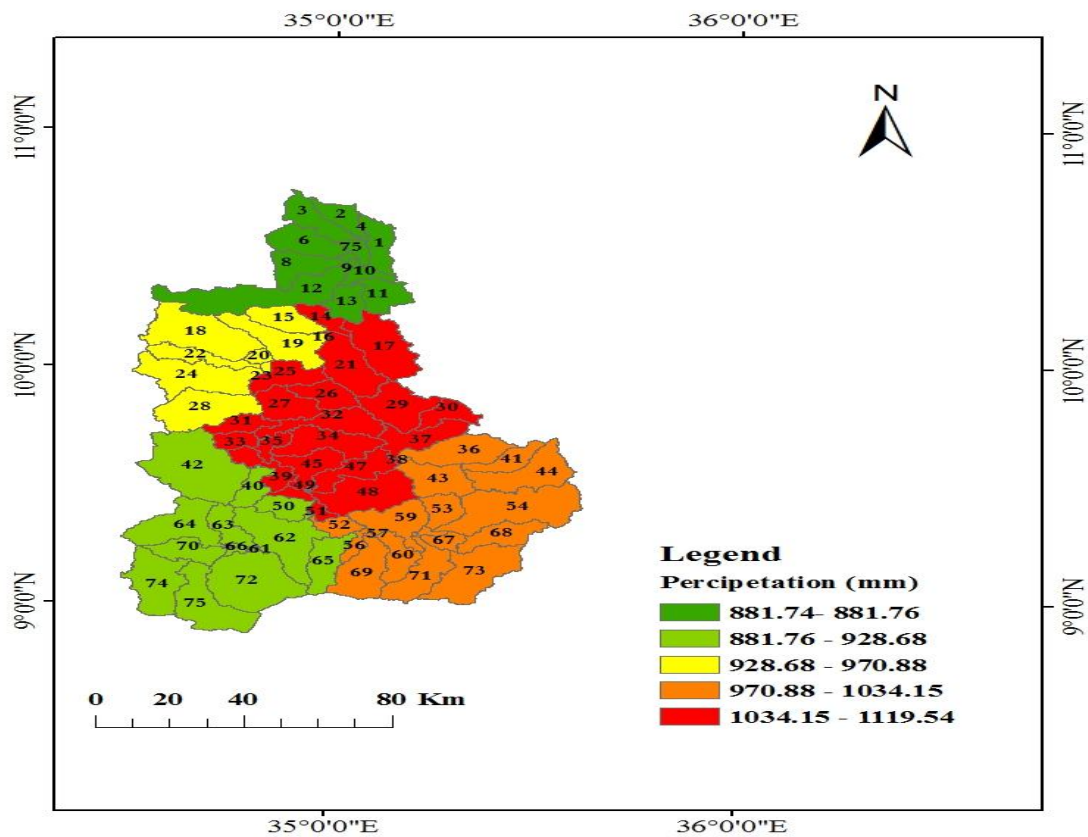 35°0'0"E 36°0'0"E
N
11°0'0"N 11°0'0"N
3 2
4
6 75 1
8 9 10
12 13 11
15 14
18 19 16 17
22 20 21
10°0'0"N 10°0'0"N
24 23 25
28 27 26 29 30
31 32
33 35 34 37
42 45 47 38 36 41
39 43 44
40 49 48
50 51 53 54
64 63 52 59
62 57 68
70 66 61 56 67
65 60
74 72 69 71 73
75
9°0'0"N 9°0'0"N
Legend
Percipetation (mm)
881.74- 881.76
881.76 - 928.68
928.68 - 970.88
970.88 - 1034.15
1034.15 - 1119.54
0 20 40 80 Km
35°0'0"E 36°0'0"E